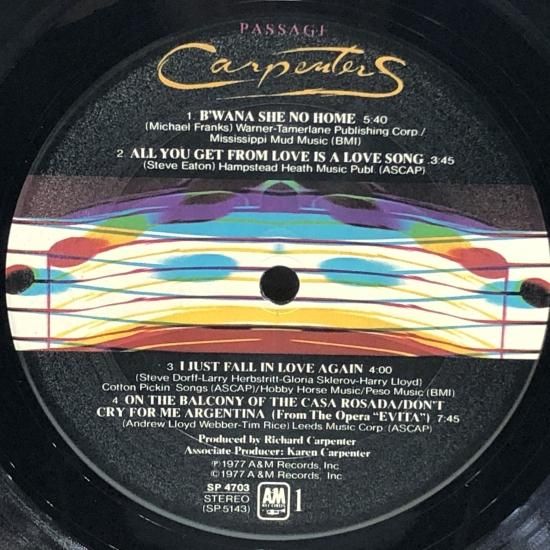 PASSAGE
Carpenters
1. B'WANA SHE NO HOME 5:40
(Michael Franks) Warner-Tamerlane Publishing Corp./
Mississippi Mud Music (BMI)
2. ALL YOU GET FROM LOVE IS A LOVE SONG 3:45
(Steve Eaton) Hampstead Heath Music Publ. (ASCAP)
3. I JUST FALL IN LOVE AGAIN 4:00
(Steve Dorff-Larry Herbstritt-Gloria Sklerov-Harry Lloyd)
Cotton Pickin Songs (ASCAP)/Hobby Horse Music/Peso Music (BMI)
4. ON THE BALCONY OF THE CASA ROSADA/DON'T
CRY FOR ME ARGENTINA (From The Opera "EVITA") 7:45
(Andrew Lloyd Webber-Tim Rice) Leeds Music Corp. (ASCAP)
Produced by Richard Carpenter
Associate Producer: Karen Carpenter
℗1977 A&M Records, Inc.
©1977 A&M Records, Inc.
SP 4703
STEREO
(SP 5143)
A&M
RECORDS
1